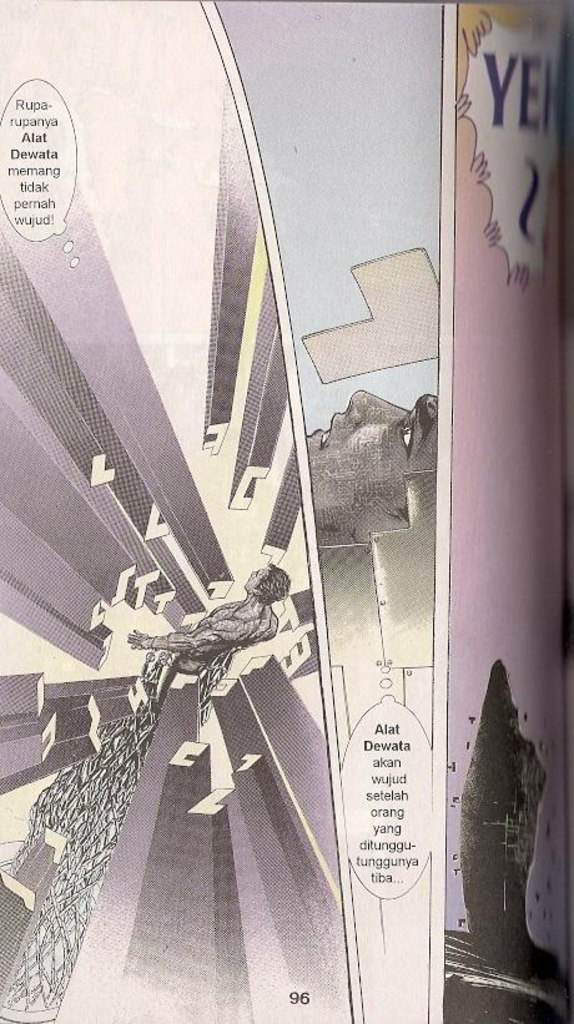 Rupa-
rupanya
Alat
Dewata
memang
tidak
pernah
wujud!
Alat
Dewata
akan
wujud
setelah
orang
yang
ditunggu-
tunggunya
tiba...
96